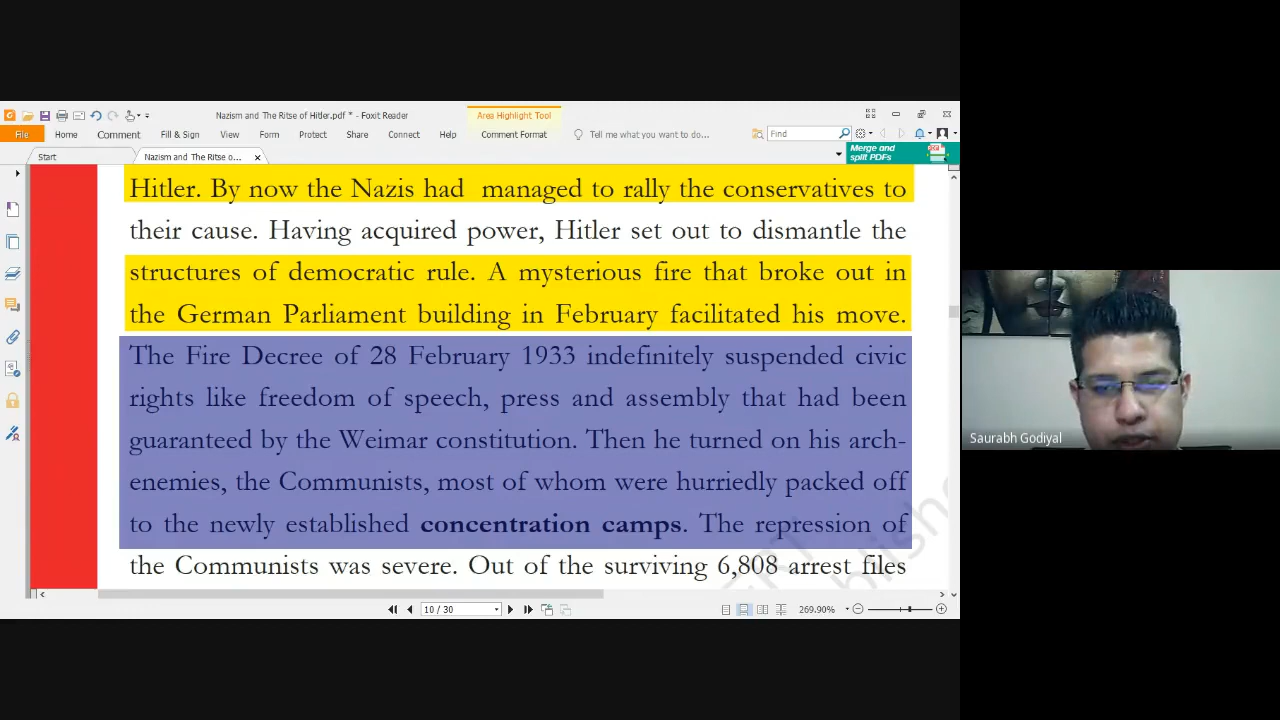 Nazism and The Ritse of Hitler.pdf * - Foxit Reader
Area Highlight Tool
File
Home
Comment
Fill & Sign
View
Form
Protect
Share
Connect
Help
Comment Format
Tell me what you want to do...
Find
Start
Nazism and The Ritse o...
Merge and
split PDFs
Hitler. By now the Nazis had managed to rally the conservatives to
their cause. Having acquired power, Hitler set out to dismantle the
structures of democratic rule. A mysterious fire that broke out in
the German Parliament building in February facilitated his move.
The Fire Decree of 28 February 1933 indefinitely suspended civic
rights like freedom of speech, press and assembly that had been
guaranteed by the Weimar constitution. Then he turned on his arch-
enemies, the Communists, most of whom were hurriedly packed off
to the newly established concentration camps. The repression of
the Communists was severe. Out of the surviving 6,808 arrest files
10 / 30
269.90%
Saurabh Godiyal